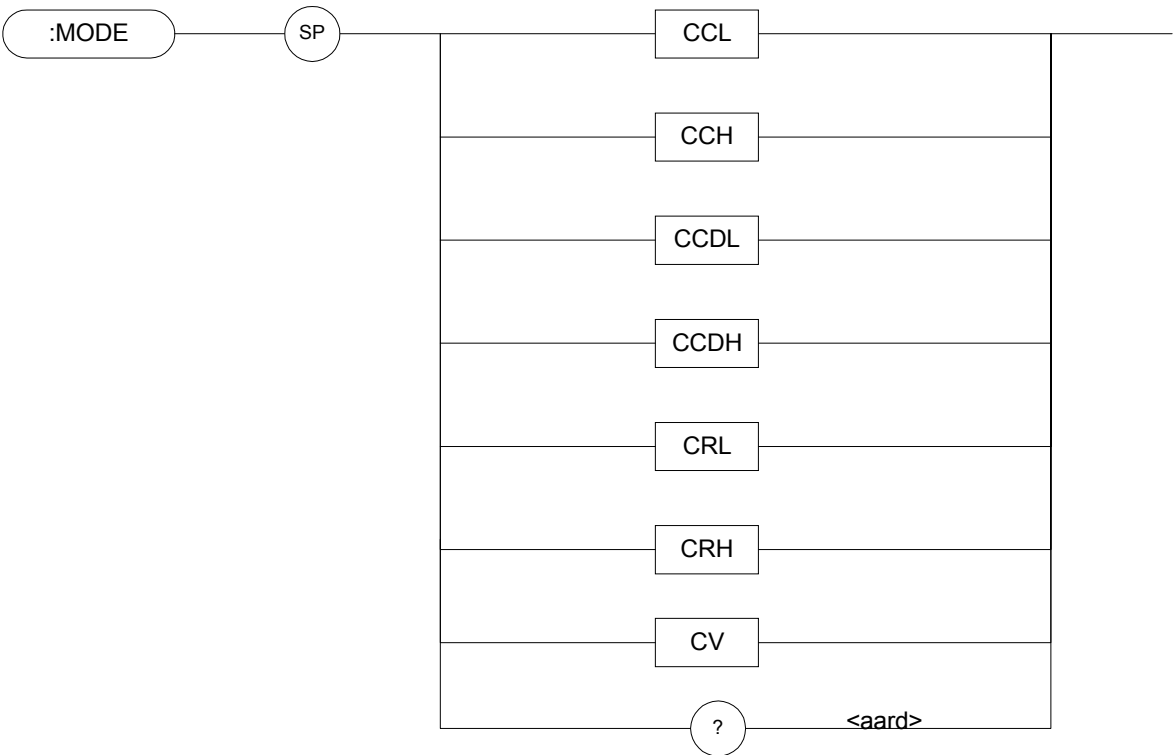 :MODE SP CCL
CCH
CCDL
CCDH
CRL
CRH
CV
? <aard>